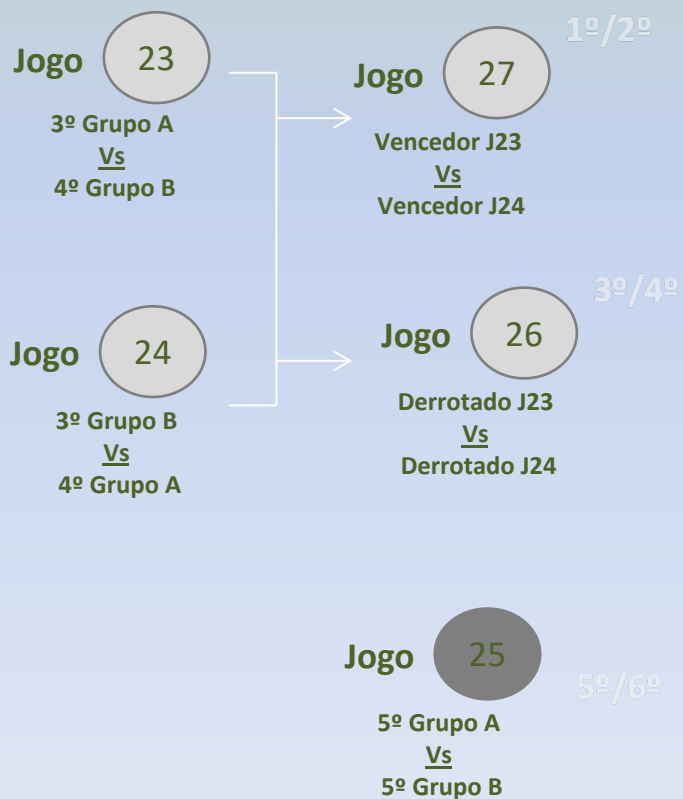 Jogo 23
3º Grupo A
Vs
4º Grupo B
1º/2º
Jogo 27
Vencedor J23
Vs
Vencedor J24
Jogo 24
3º Grupo B
Vs
4º Grupo A
3º/4º
Jogo 26
Derrotado J23
Vs
Derrotado J24
Jogo 25
5º/6º
5º Grupo A
Vs
5º Grupo B